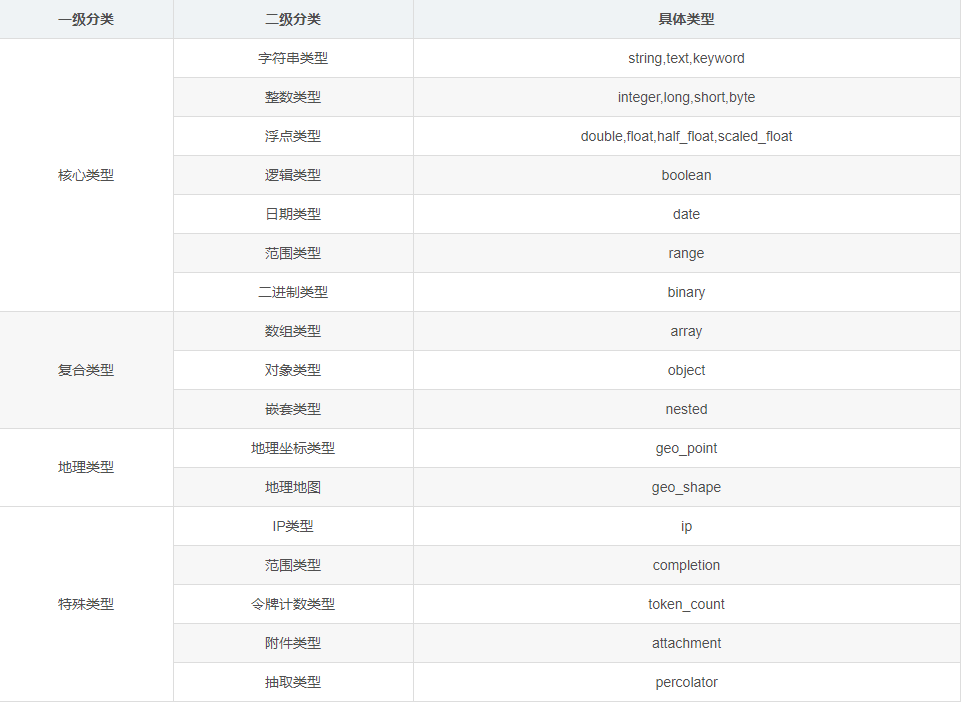 一级分类 二级分类 具体类型
字符串类型 string,text,keyword
整数类型 integer,long,short,byte
浮点类型 double,float,half_float,scaled_float
核心类型 逻辑类型 boolean
日期类型 date
范围类型 range
二进制类型 binary
数组类型 array
复合类型 对象类型 object
嵌套类型 nested
地理类型 地理坐标类型 geo_point
地理地图 geo_shape
IP类型 ip
范围类型 completion
特殊类型 令牌计数类型 token_count
附件类型 attachment
抽取类型 percolator